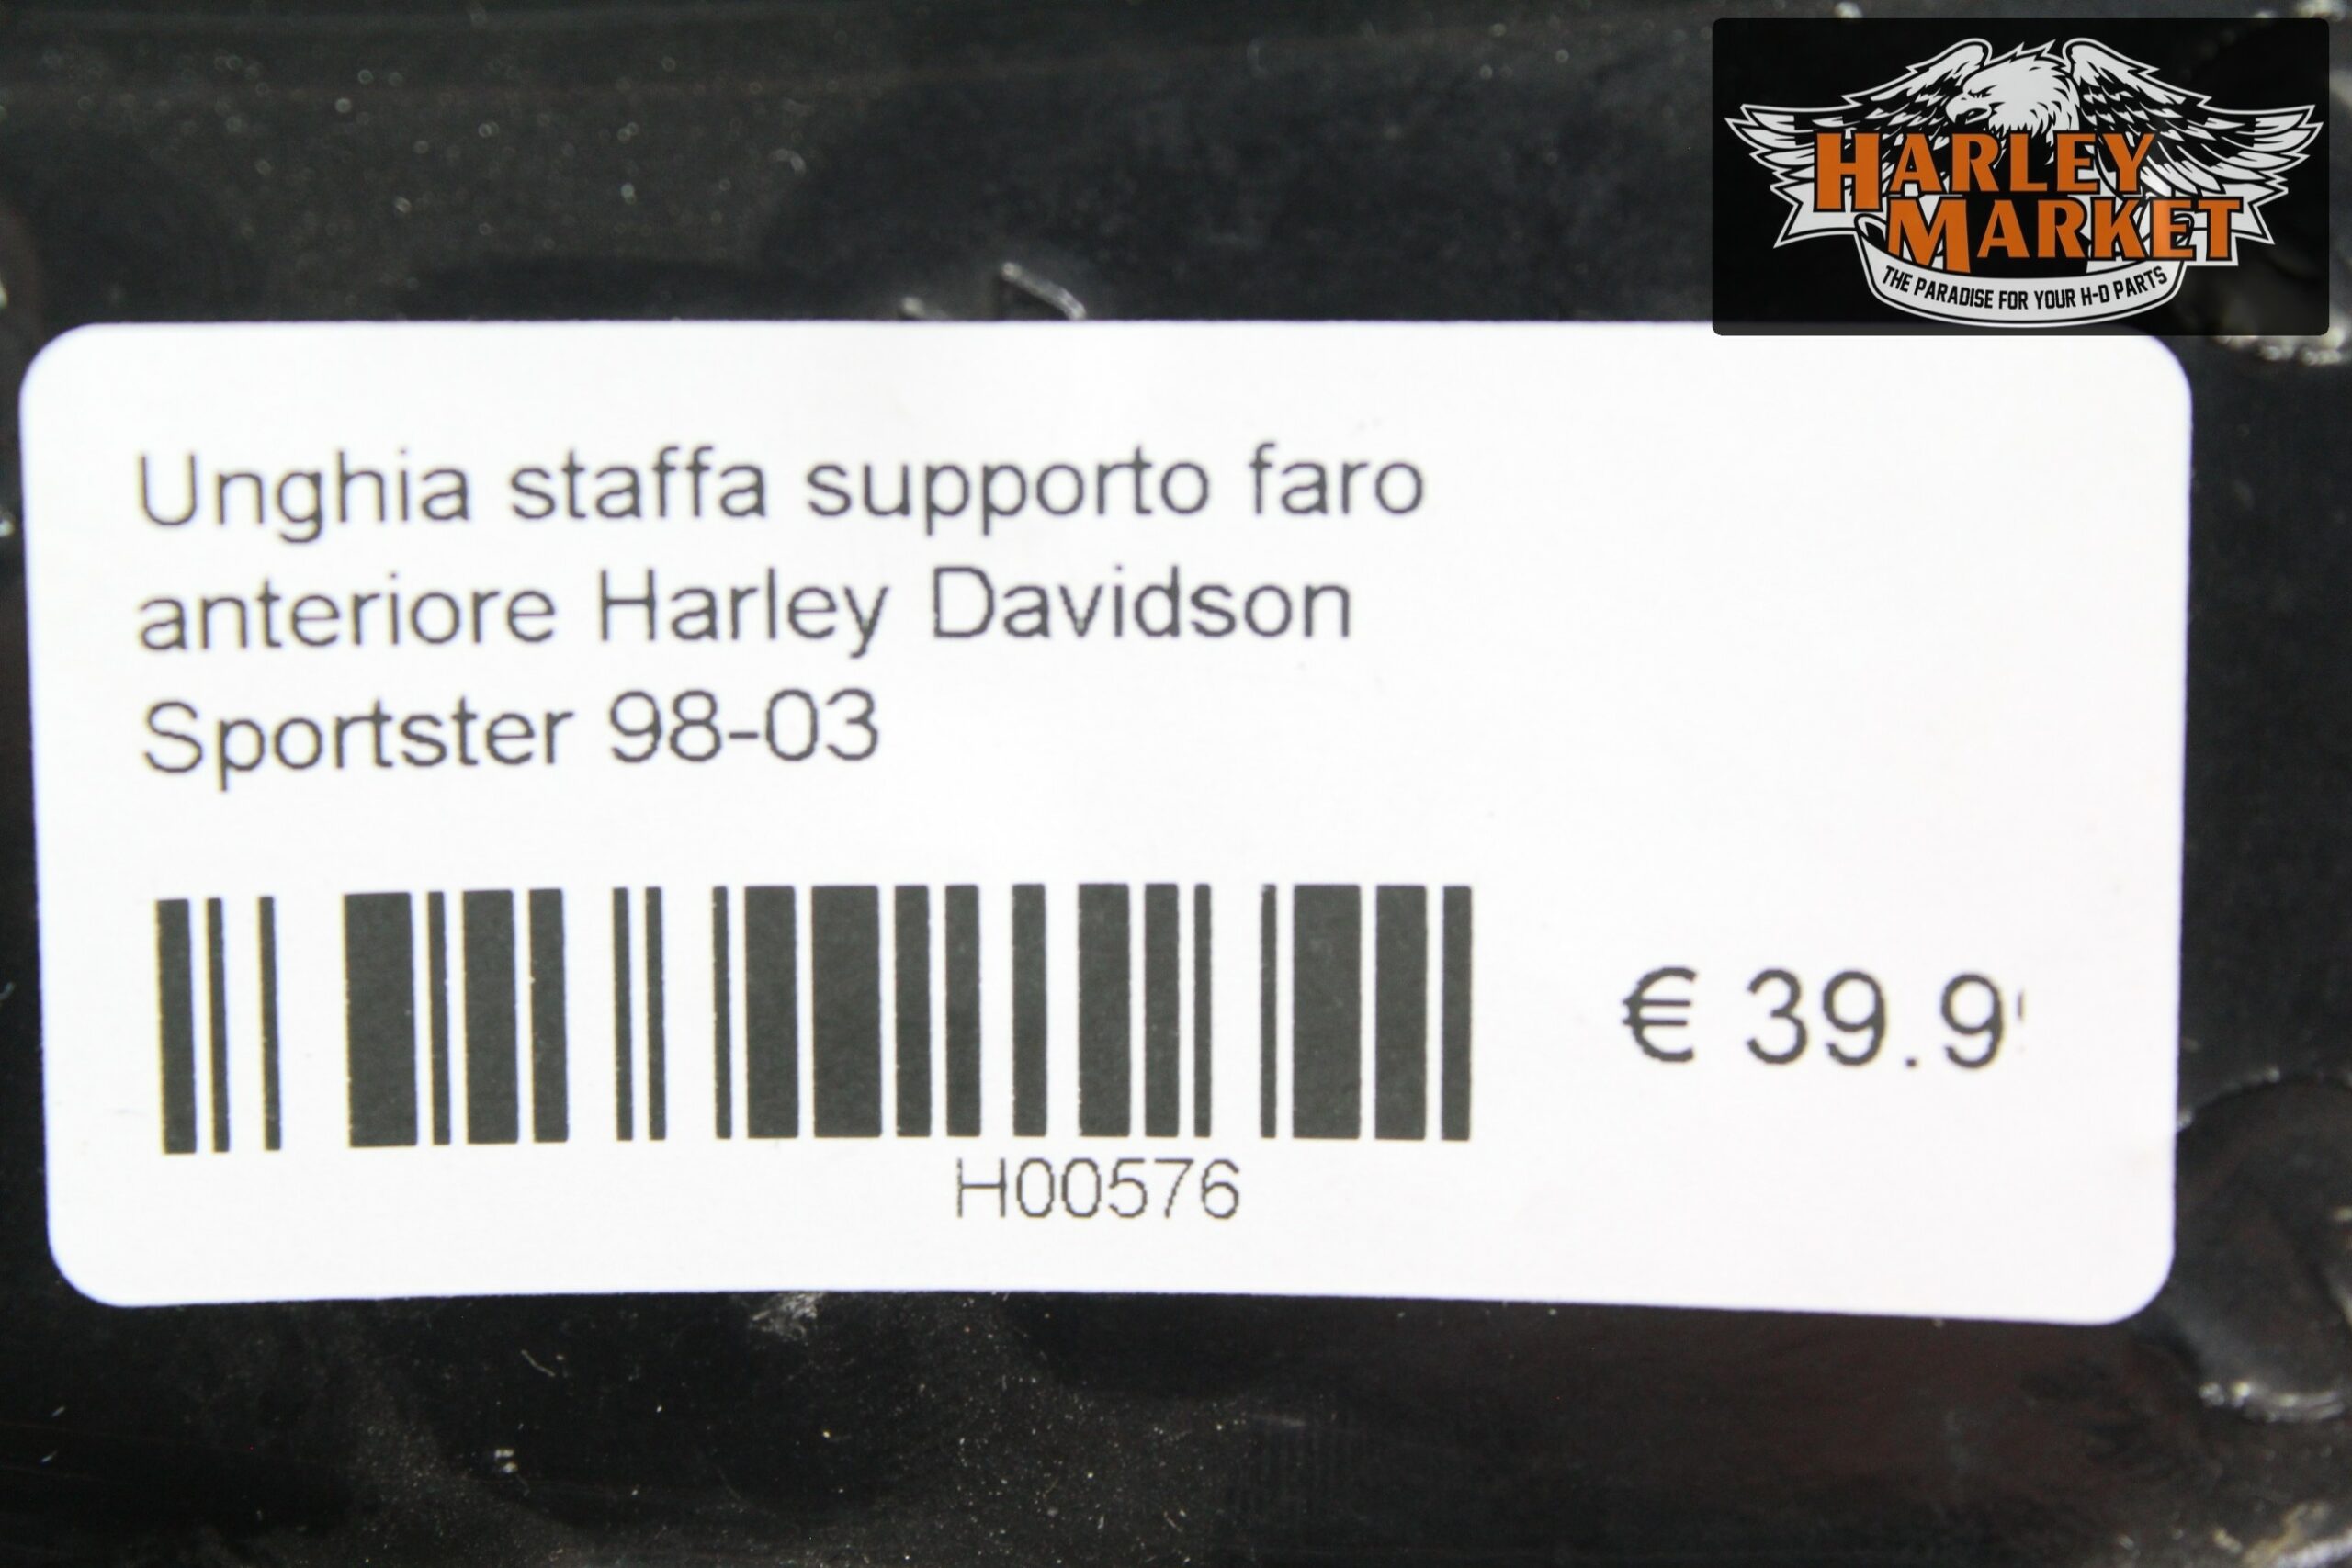 HARLEY
MARKET
THE PARADISE FOR YOUR H-D PARTS
Unghia staffa supporto faro
anteriore Harley Davidson
Sportster 98-03
€ 39.9
H00576